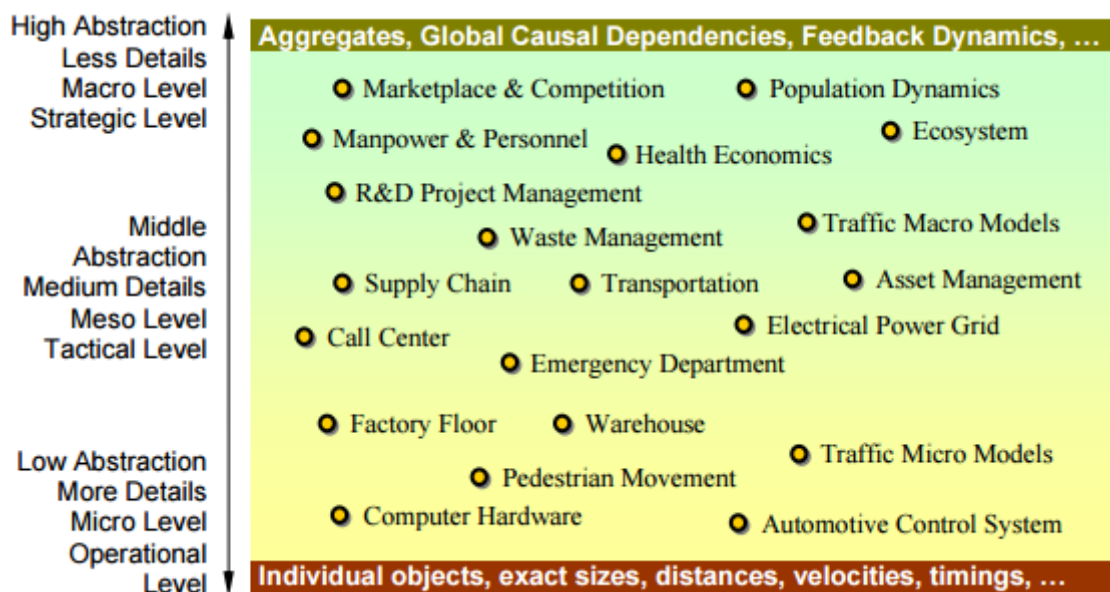 High Abstraction
Less Details
Macro Level
Strategic Level
Middle
Abstraction
Medium Details
Meso Level
Tactical Level
Low Abstraction
More Details
Micro Level
Operational
Level
Aggregates, Global Causal Dependencies, Feedback Dynamics, …
Marketplace & Competition
Population Dynamics
Ecosystem
Manpower & Personnel
Health Economics
R&D Project Management
Traffic Macro Models
Waste Management
Supply Chain
Transportation
Asset Management
Electrical Power Grid
Call Center
Emergency Department
Factory Floor
Warehouse
Traffic Micro Models
Pedestrian Movement
Computer Hardware
Automotive Control System
Individual objects, exact sizes, distances, velocities, timings, …